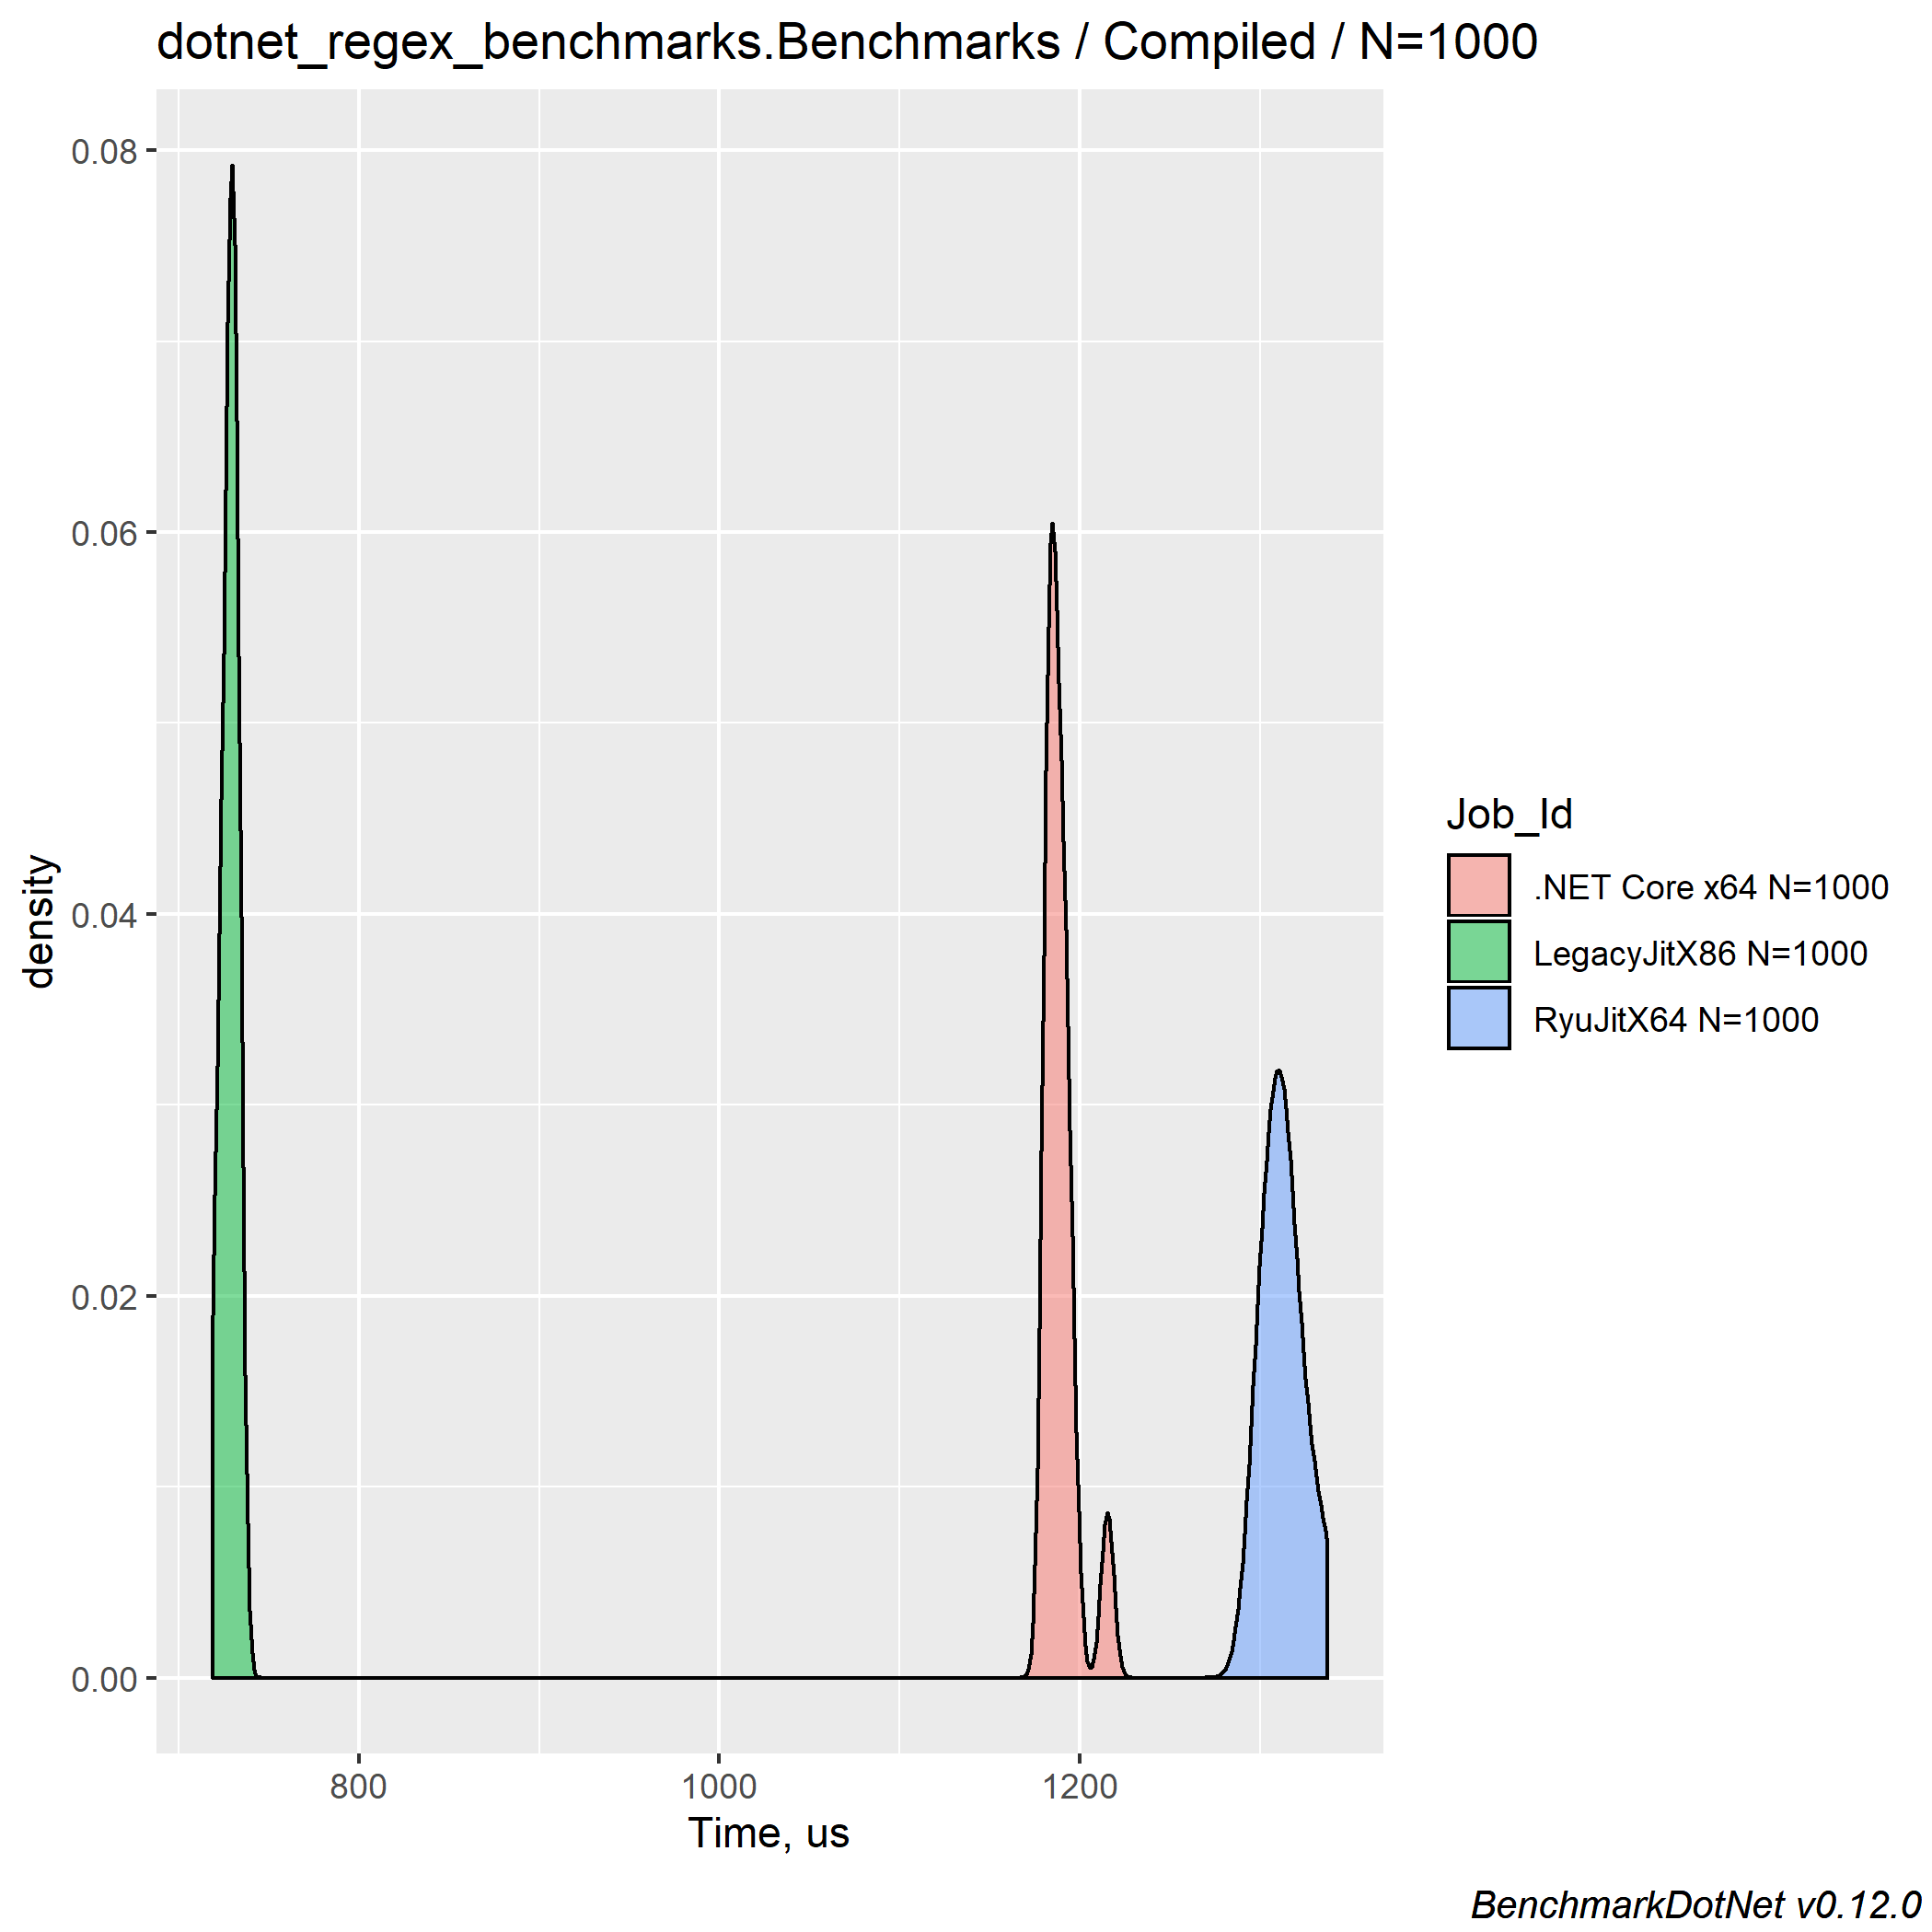 dotnet_regex_benchmarks.Benchmarks / Compiled / N=1000
0.08
0.06
0.04
0.02
0.00
density
800 1000 1200
Time, us
Job_Id
.NET Core x64 N=1000
LegacyJitX86 N=1000
RyuJitX64 N=1000
BenchmarkDotNet v0.12.0